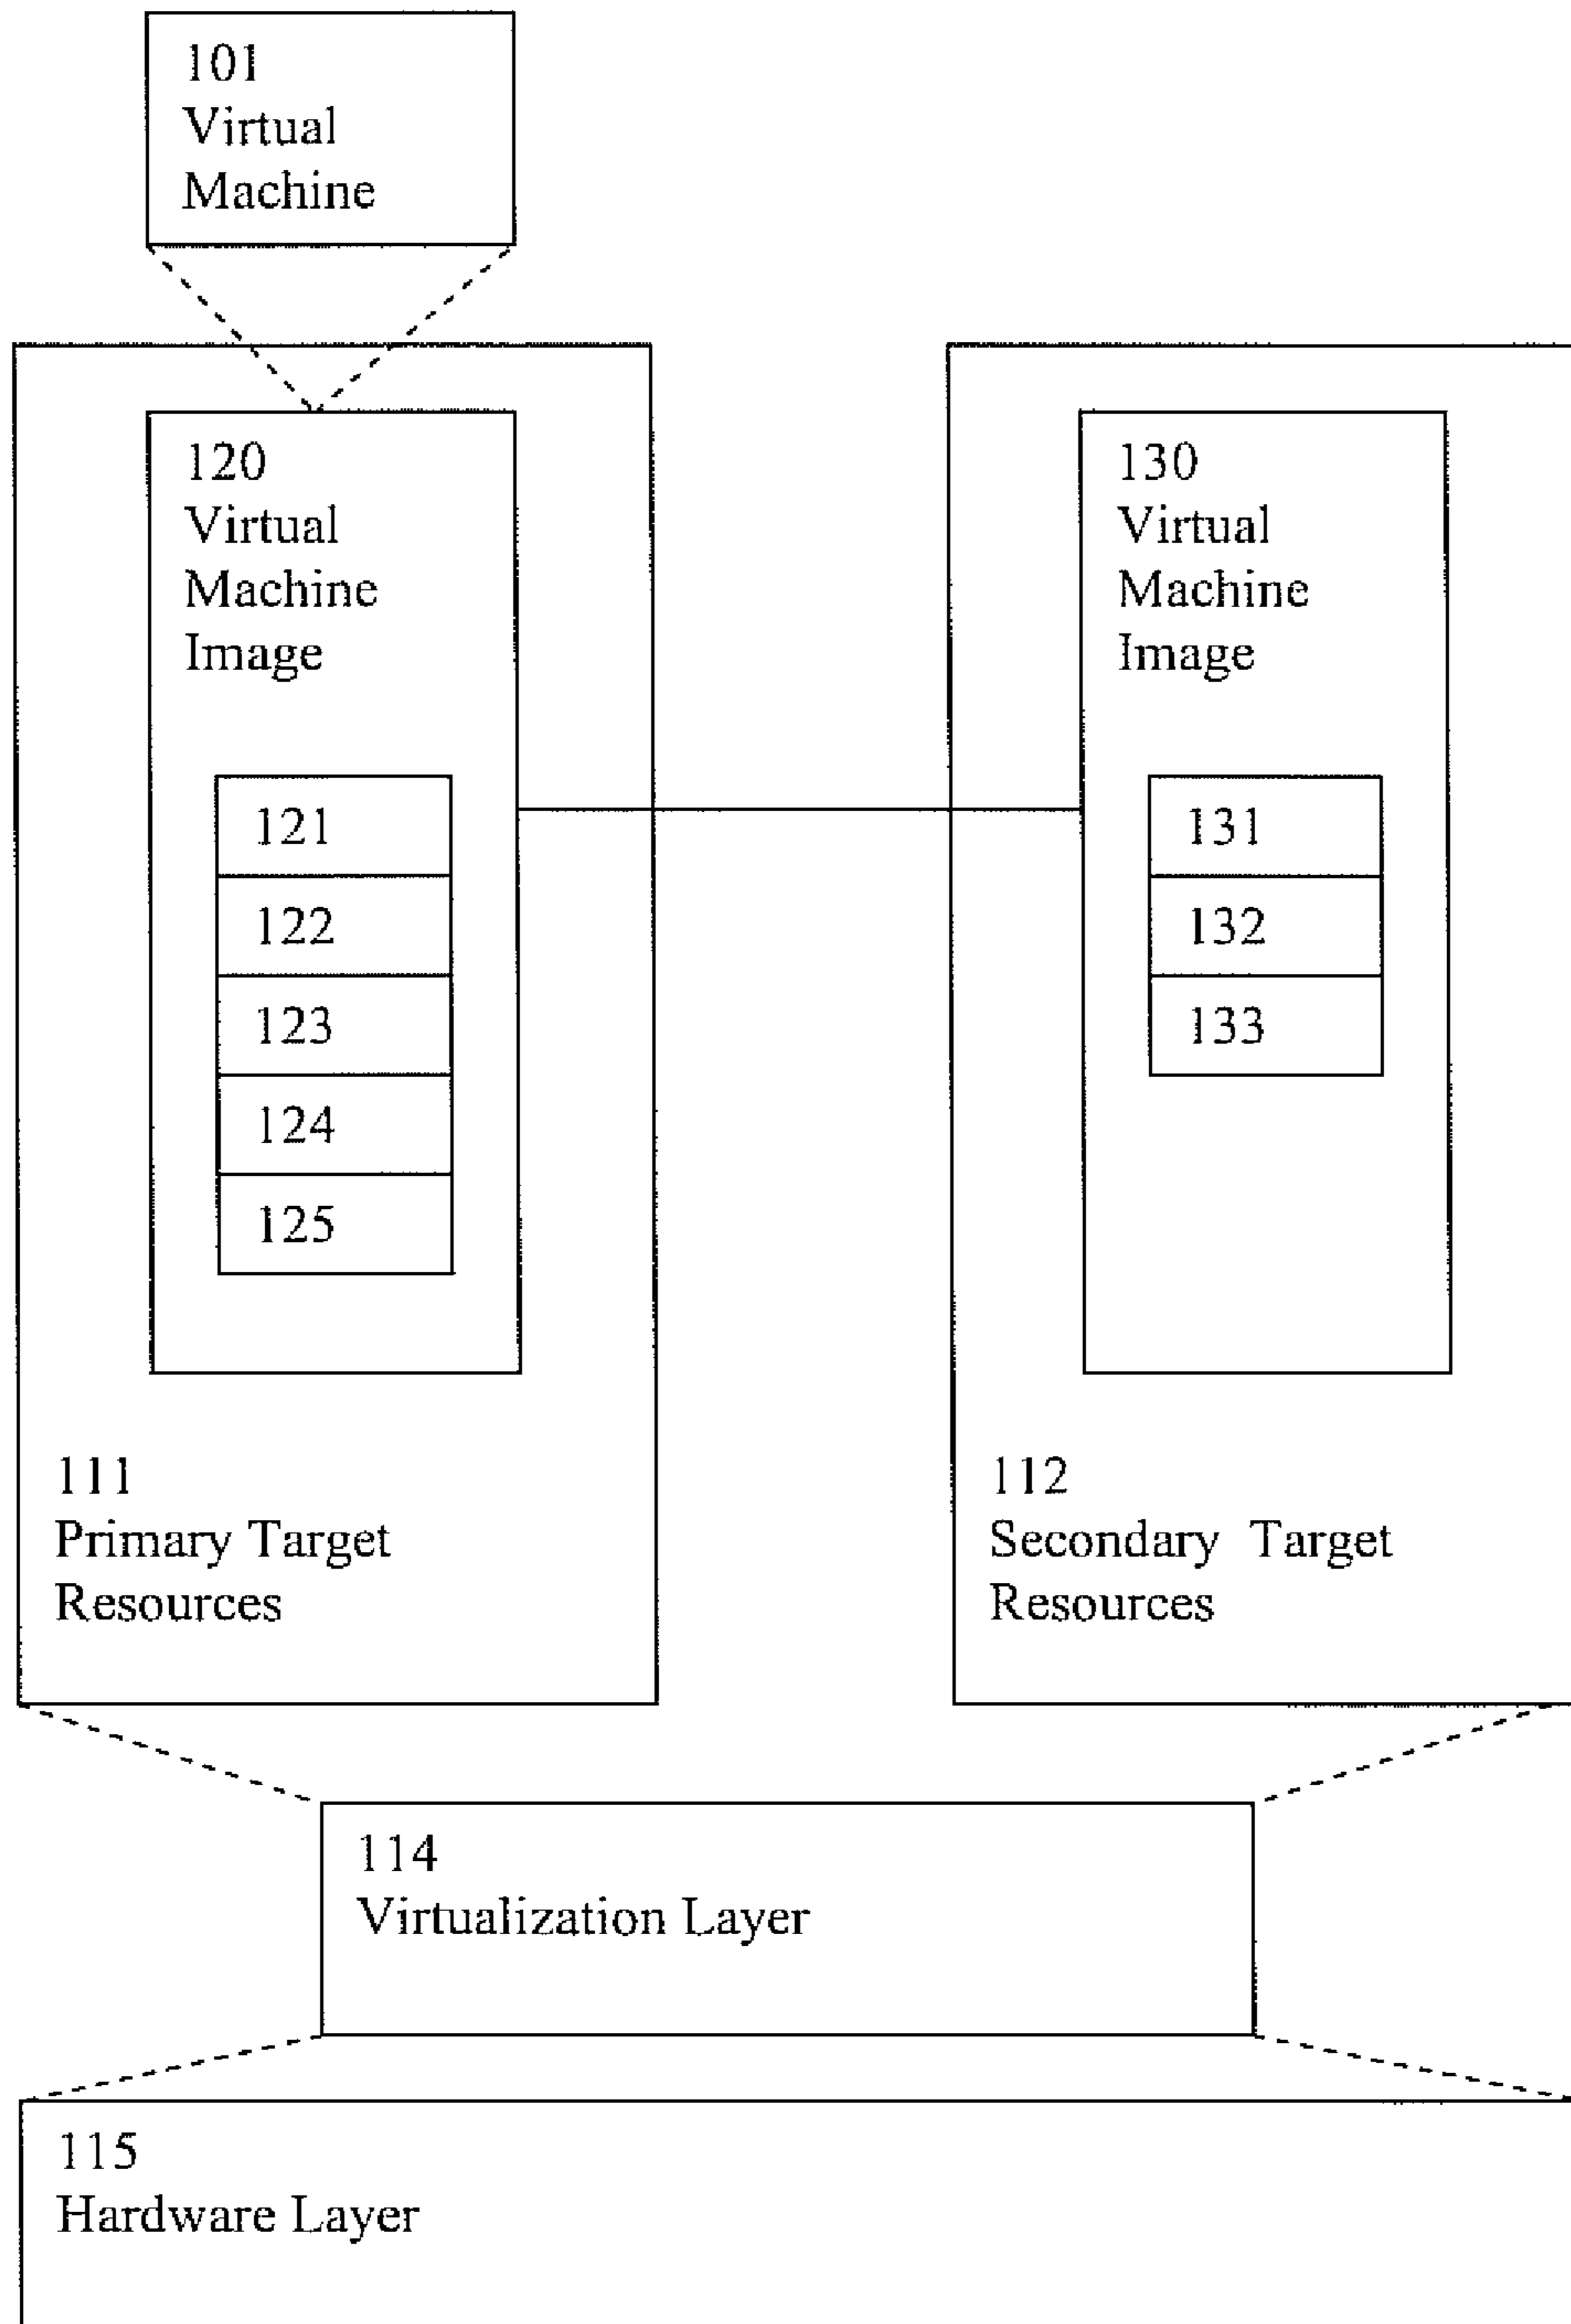 101
Virtual
Machine
120
Virtual
Machine
Image
121
122
123
124
125
111
Primary Target
Resources
130
Virtual
Machine
Image
131
132
133
112
Secondary Target
Resources
114
Virtualization Layer
115
Hardware Layer